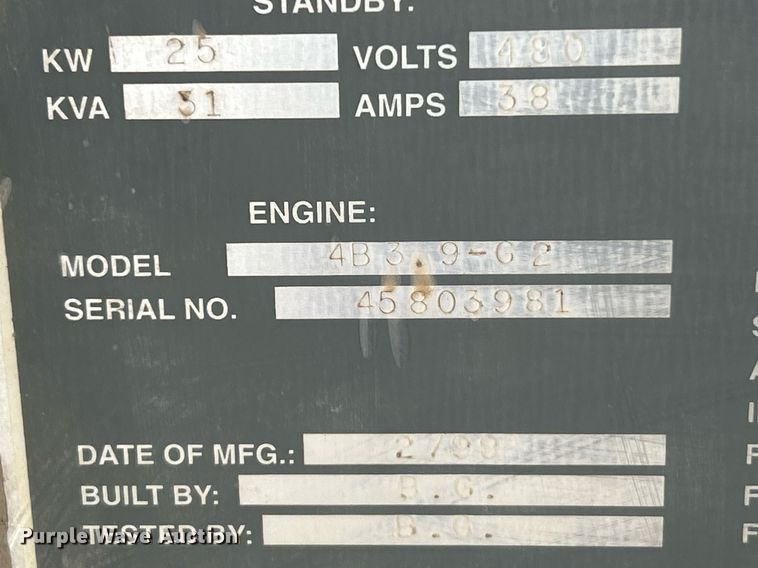 STANDBY:
KW 25 VOLTS 480
KVA 31 AMPS 38
ENGINE:
MODEL 4B3.9-G2
SERIAL NO. 45803981
DATE OF MFG.: 2/99
BUILT BY: B.G.
TESTED BY: B.G.
Purple Wave Auction